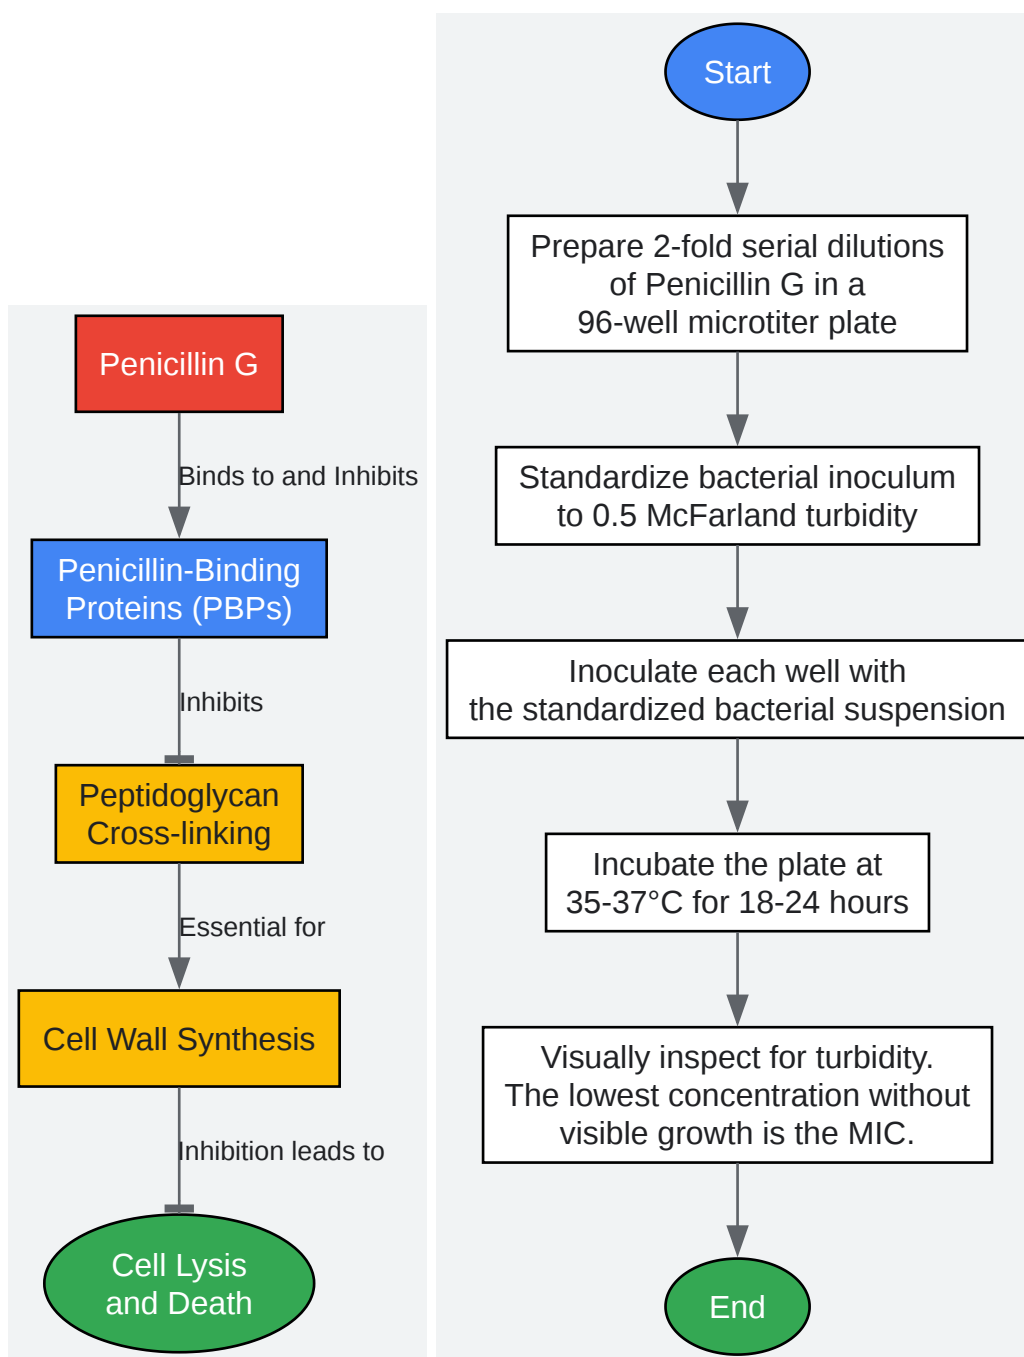 Penicillin G
Binds to and Inhibits
Penicillin-Binding
Proteins (PBPs)
Inhibits
Peptidoglycan
Cross-linking
Essential for
Cell Wall Synthesis
Inhibition leads to
Cell Lysis
and Death
Start
Prepare 2-fold serial dilutions
of Penicillin G in a
96-well microtiter plate
Standardize bacterial inoculum
to 0.5 McFarland turbidity
Inoculate each well with
the standardized bacterial suspension
Incubate the plate at
35-37°C for 18-24 hours
Visually inspect for turbidity.
The lowest concentration without
visible growth is the MIC.
End